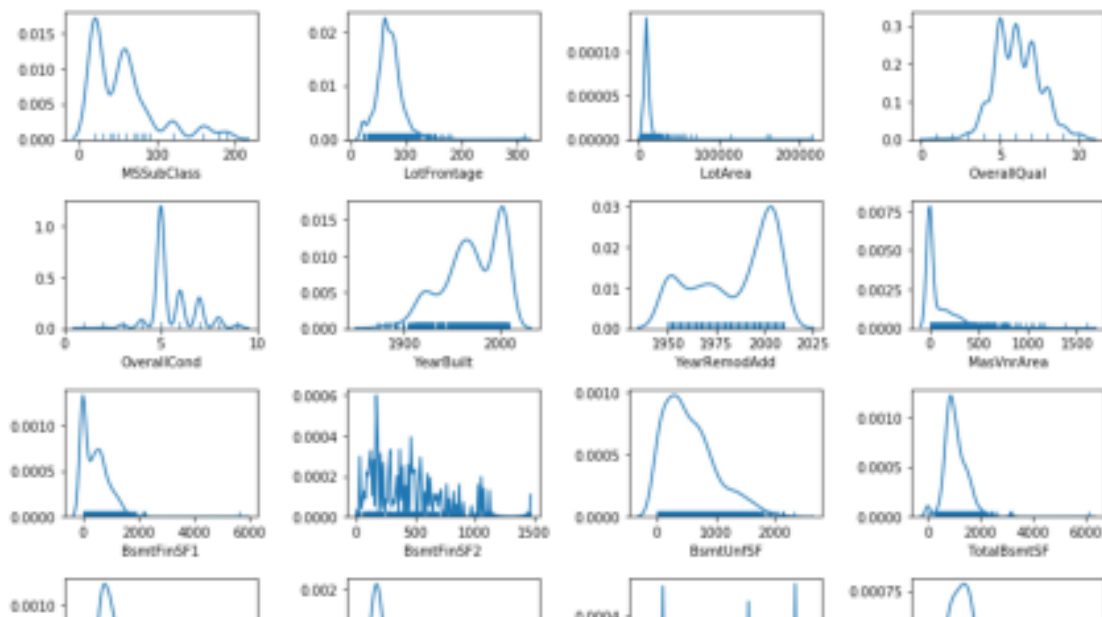 0.015 0.02 0.00010 0.3
0.010 0.2
0.01 0.00005
0.005 0.1
0.000 0.00 0.00000 0.0
0 100 200 0 100 200 300 0 100000 200000 0 5 10
MSSubClass LotFrontage LotArea OverallQual
1.0 0.015 0.03 0.0075
0.010 0.02 0.0050
0.5 0.005 0.01 0.0025
0.0 0.000 0.00 0.0000
0 5 10 1900 2000 1950 1975 2000 2025 0 500 1000 1500
OverallCond YearBuilt YearRemodAdd MasVnrArea
0.0006 0.0010
0.0010 0.0004 0.0010
0.0005 0.0002 0.0005 0.0005
0.0000 0.0000 0.0000 0.0000
0 2000 4000 6000 0 500 1000 1500 0 1000 2000 0 2000 4000 6000
BsmtFinSF1 BsmtFinSF2 BsmtUnfSF TotalBsmtSF
0.0010 0.002 0.0004 0.00075